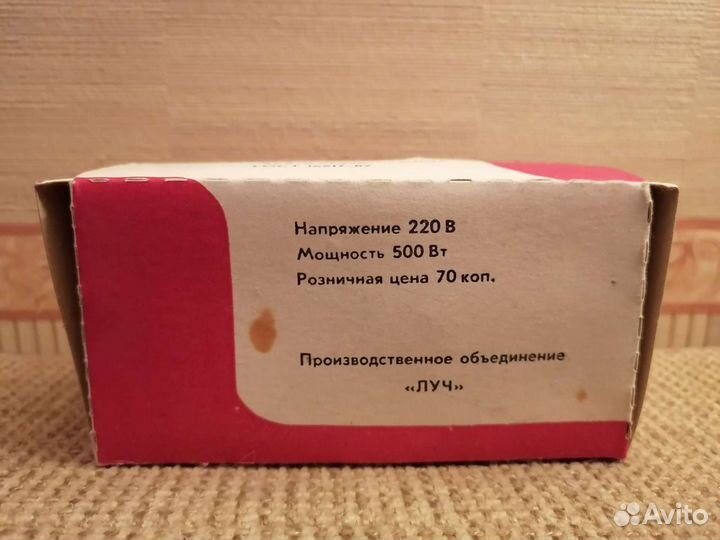 Напряжение 220 В
Мощность 500 Вт
Розничная цена 70 коп.
Производственное объединение
«ЛУЧ»
Avito